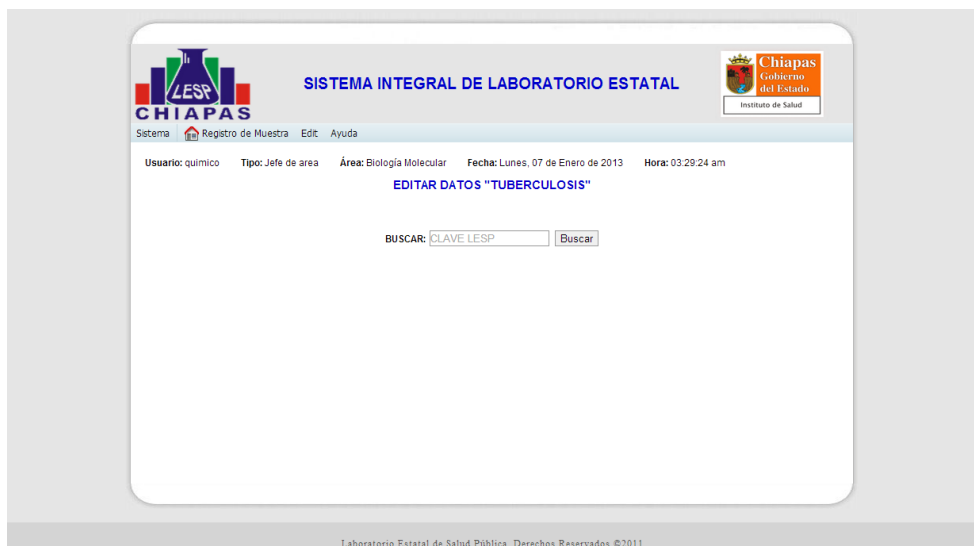 LESP
CHIAPAS
SISTEMA INTEGRAL DE LABORATORIO ESTATAL
Chiapas
Gobierno
del Estado
Instituto de Salud
Sistema Registro de Muestra Edit Ayuda
Usuario: quimico Tipo: Jefe de area Área: Biología Molecular Fecha: Lunes, 07 de Enero de 2013 Hora: 03:29:24 am
EDITAR DATOS "TUBERCULOSIS"
BUSCAR: CLAVE LESP Buscar
Laboratorio Estatal de Salud Pública, Derechos Reservados ©2011